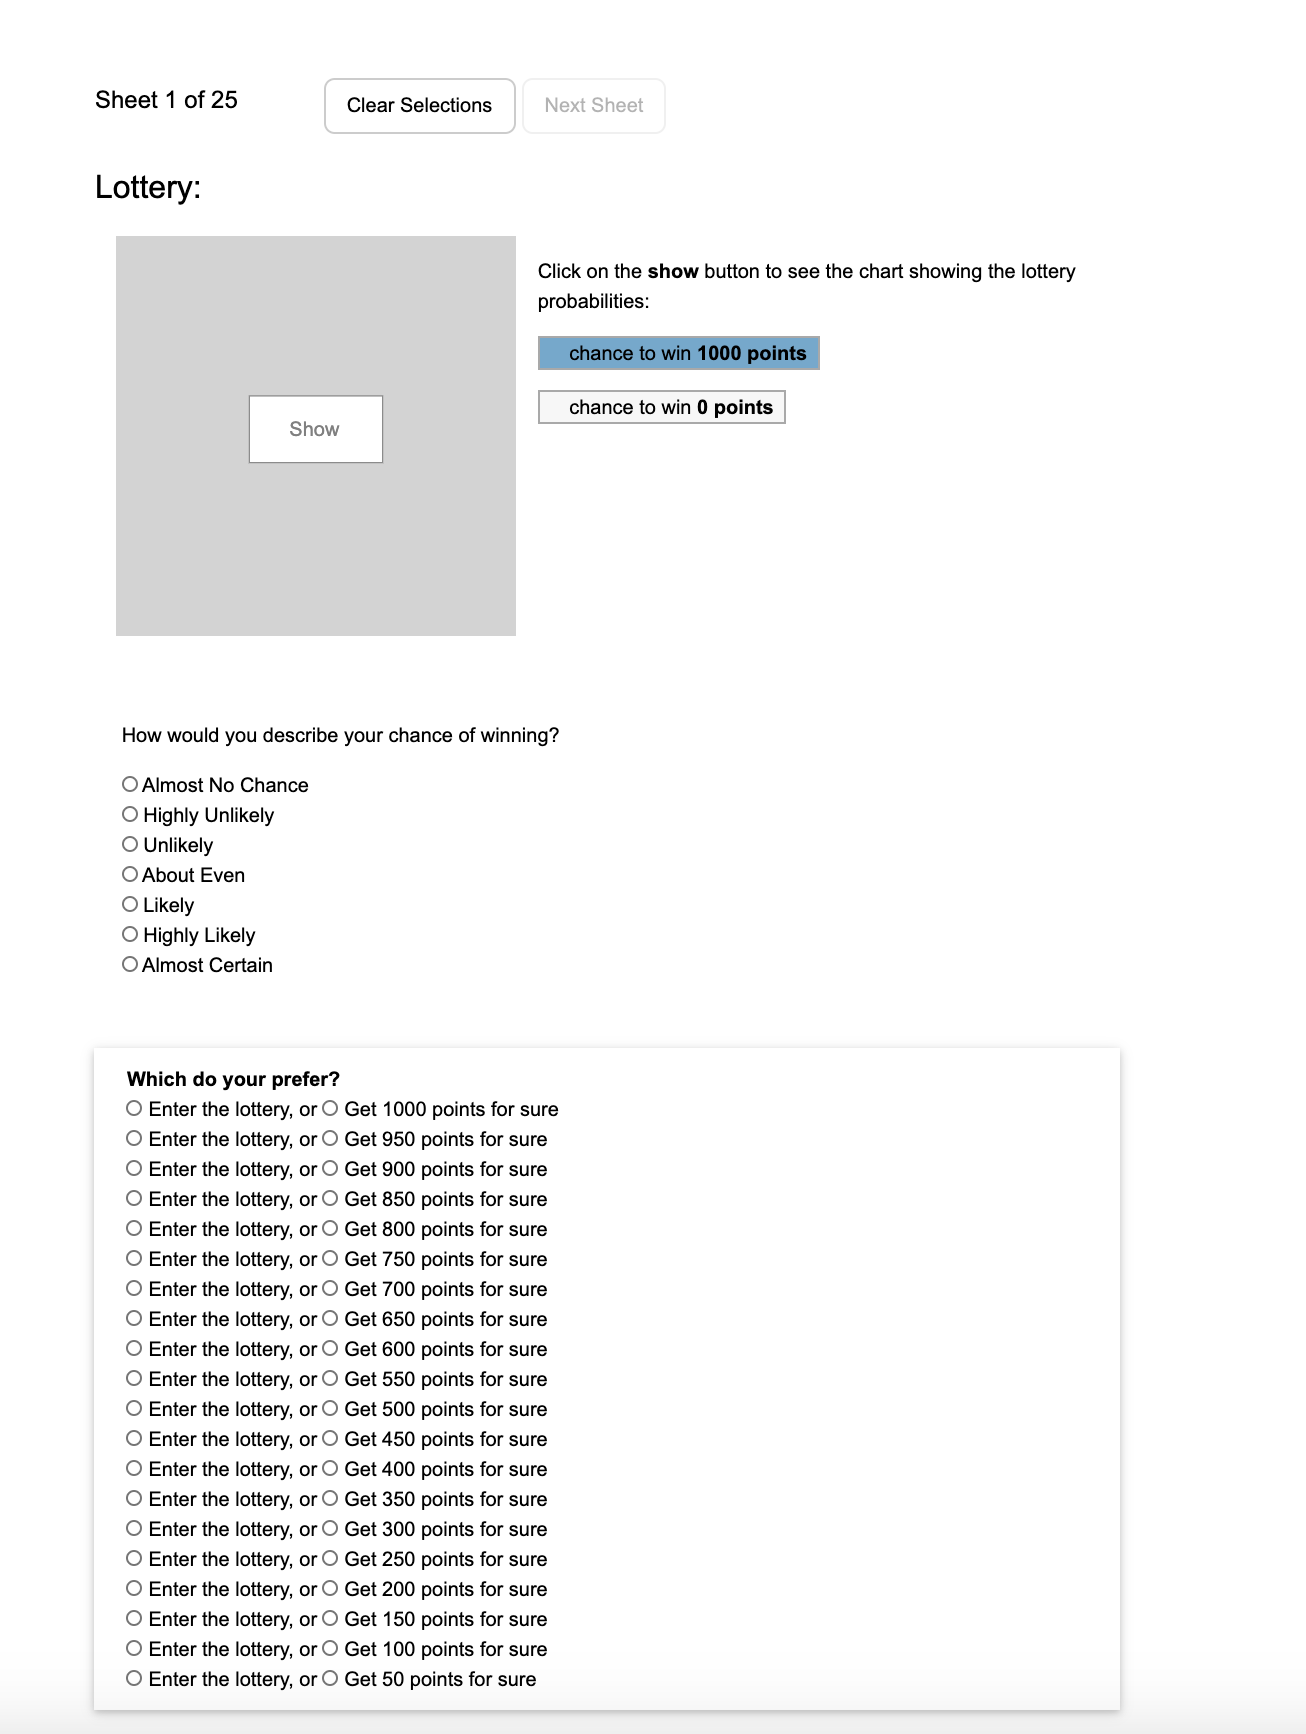 Sheet 1 of 25
Clear Selections
Next Sheet
Lottery:
Show
Click on the show button to see the chart showing the lottery
probabilities:
chance to win 1000 points
chance to win 0 points
How would you describe your chance of winning?
Almost No Chance
Highly Unlikely
Unlikely
About Even
Likely
Highly Likely
Almost Certain
Which do your prefer?
Enter the lottery, or Get 1000 points for sure
Enter the lottery, or Get 950 points for sure
Enter the lottery, or Get 900 points for sure
Enter the lottery, or Get 850 points for sure
Enter the lottery, or Get 800 points for sure
Enter the lottery, or Get 750 points for sure
Enter the lottery, or Get 700 points for sure
Enter the lottery, or Get 650 points for sure
Enter the lottery, or Get 600 points for sure
Enter the lottery, or Get 550 points for sure
Enter the lottery, or Get 500 points for sure
Enter the lottery, or Get 450 points for sure
Enter the lottery, or Get 400 points for sure
Enter the lottery, or Get 350 points for sure
Enter the lottery, or Get 300 points for sure
Enter the lottery, or Get 250 points for sure
Enter the lottery, or Get 200 points for sure
Enter the lottery, or Get 150 points for sure
Enter the lottery, or Get 100 points for sure
Enter the lottery, or Get 50 points for sure